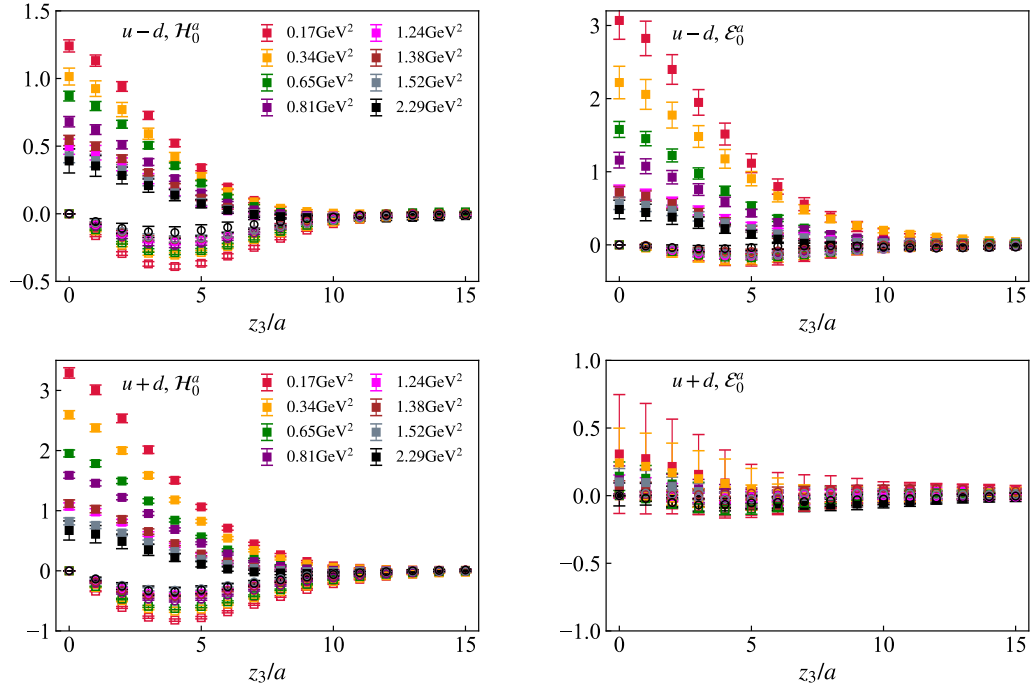 u − d, ℋ₀ᵃ
0.17GeV²
0.34GeV²
0.65GeV²
0.81GeV²
1.24GeV²
1.38GeV²
1.52GeV²
2.29GeV²
1.5
1.0
0.5
0.0
−0.5
0
5
10
15
z₃/a
u − d, ℰ₀ᵃ
3
2
1
0
0
5
10
15
z₃/a
u + d, ℋ₀ᵃ
0.17GeV²
0.34GeV²
0.65GeV²
0.81GeV²
1.24GeV²
1.38GeV²
1.52GeV²
2.29GeV²
3
2
1
0
−1
0
5
10
15
z₃/a
u + d, ℰ₀ᵃ
1.0
0.5
0.0
−0.5
−1.0
0
5
10
15
z₃/a